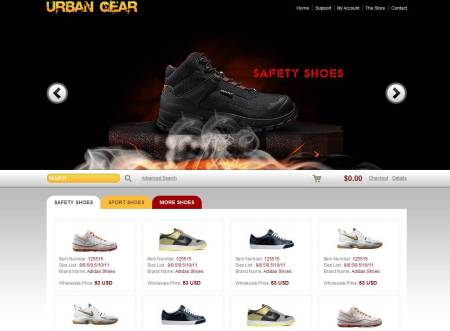 URBAN GEAR
Home | Support | My Account | The Store | Contact
SAFETY SHOES
Advanced Search
$0.00 Checkout Details
SAFETY SHOES SPORT SHOES MORE SHOES
Item Number: 125515 Item Number: 125515 Item Number: 125515 Item Number: 125515
Size List : 8/8.5/9.5/10/11 Size List : 8/8.5/9.5/10/11 Size List : 8/8.5/9.5/10/11 Size List : 8/8.5/9.5/10/11
Brand Name: Adidas Shoes Brand Name: Adidas Shoes Brand Name: Adidas Shoes Brand Name: Adidas Shoes
Wholesale Price: 53 USD Wholesale Price: 53 USD Wholesale Price: 53 USD Wholesale Price: 53 USD